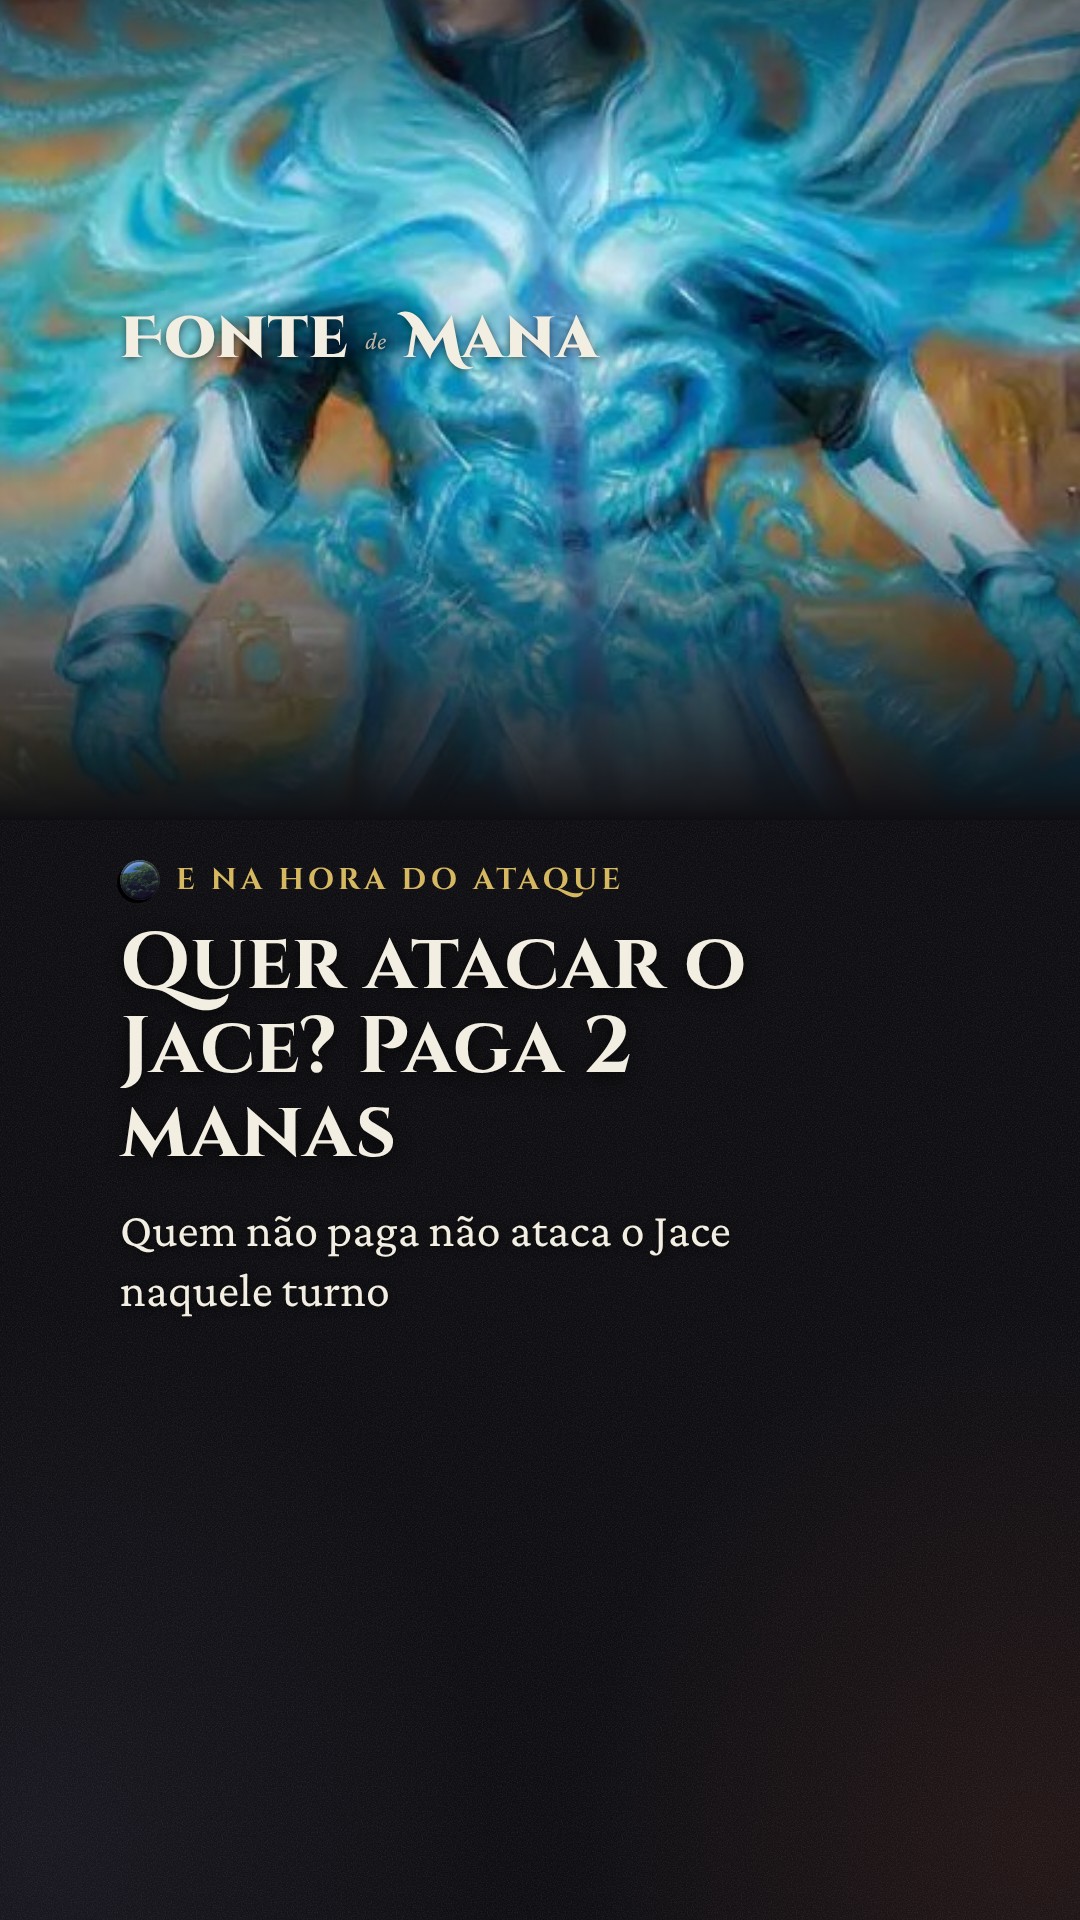 Fonte de Mana
E NA HORA DO ATAQUE
Quer atacar o
Jace? Paga 2
manas
Quem não paga não ataca o Jace
naquele turno